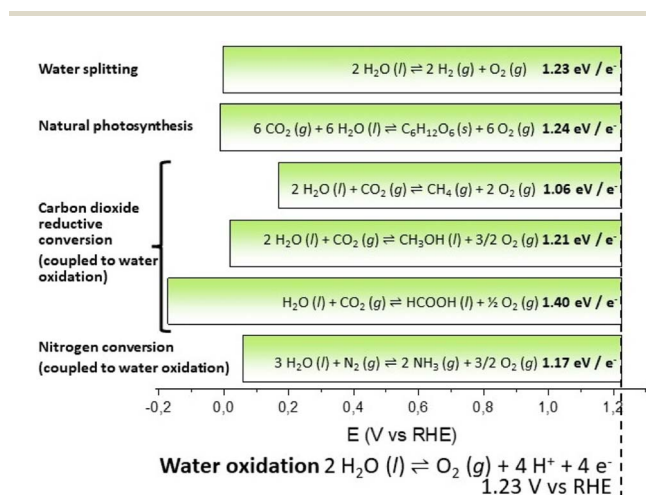 Water splitting
2 H₂O (l) ⇌ 2 H₂ (g) + O₂ (g) 1.23 eV / e⁻
Natural photosynthesis
6 CO₂ (g) + 6 H₂O (l) ⇌ C₆H₁₂O₆ (s) + 6 O₂ (g) 1.24 eV / e⁻
Carbon dioxide
reductive
conversion
(coupled to water
oxidation)
2 H₂O (l) + CO₂ (g) ⇌ CH₄ (g) + 2 O₂ (g) 1.06 eV / e⁻
2 H₂O (l) + CO₂ (g) ⇌ CH₃OH (l) + 3/2 O₂ (g) 1.21 eV / e⁻
H₂O (l) + CO₂ (g) ⇌ HCOOH (l) + ½ O₂ (g) 1.40 eV / e⁻
Nitrogen conversion
(coupled to water oxidation)
3 H₂O (l) + N₂ (g) ⇌ 2 NH₃ (g) + 3/2 O₂ (g) 1.17 eV / e⁻
-0,2 0,0 0,2 0,4 0,6 0,8 1,0 1,2
E (V vs RHE)
Water oxidation 2 H₂O (l) ⇌ O₂ (g) + 4 H⁺ + 4 e⁻
1.23 V vs RHE